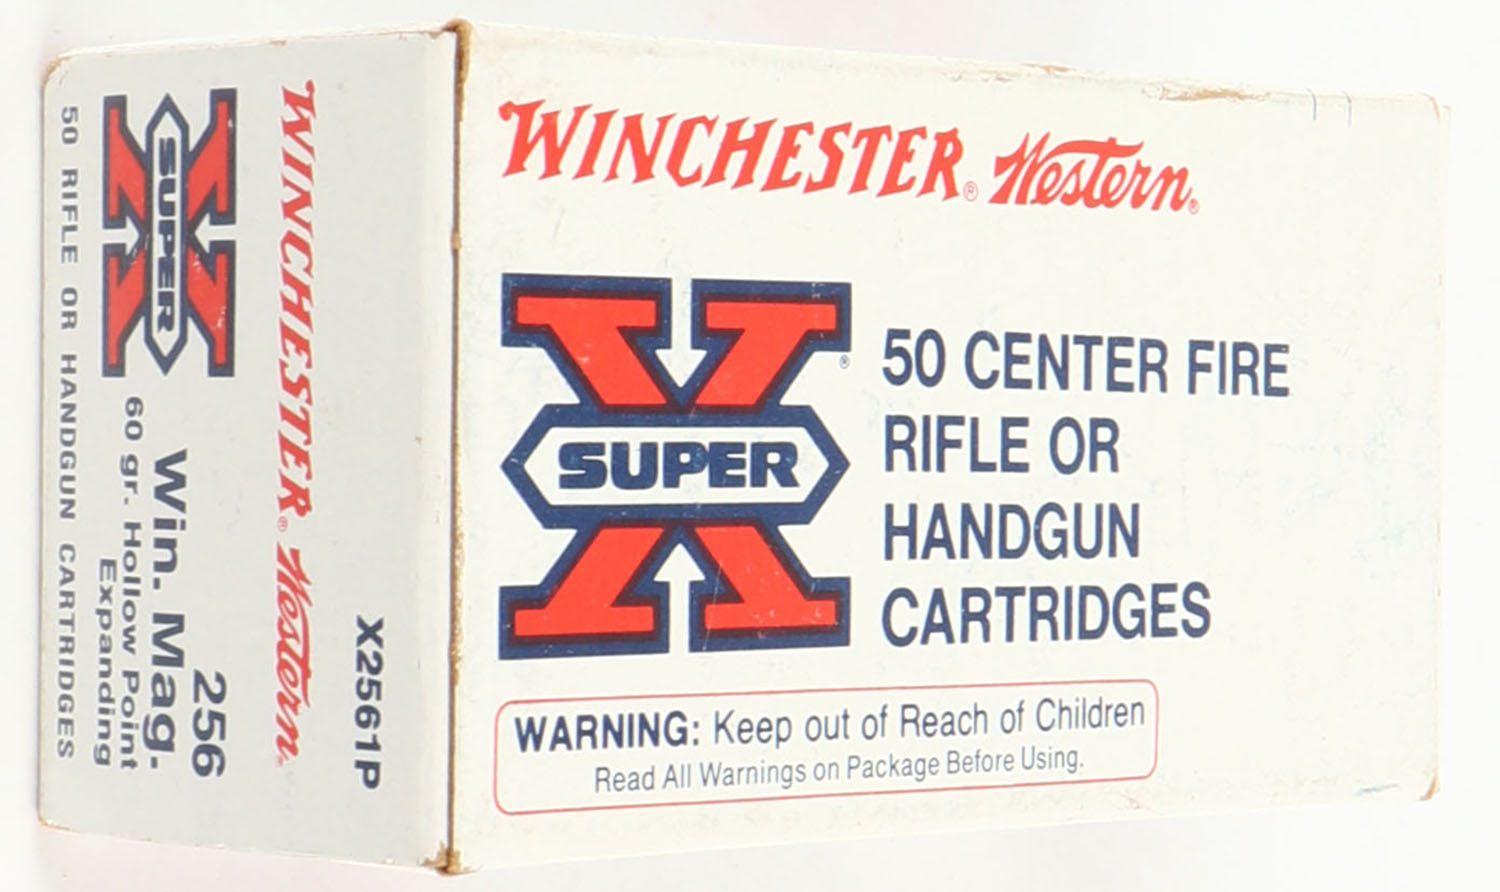 WINCHESTER® Western®
X
SUPER
®
50 CENTER FIRE
RIFLE OR
HANDGUN
CARTRIDGES
WARNING: Keep out of Reach of Children
Read All Warnings on Package Before Using.
X2561P
WINCHESTER® Western®
X
SUPER
256
Win. Mag.
60 gr. Hollow Point
Expanding
50 RIFLE OR HANDGUN CARTRIDGES